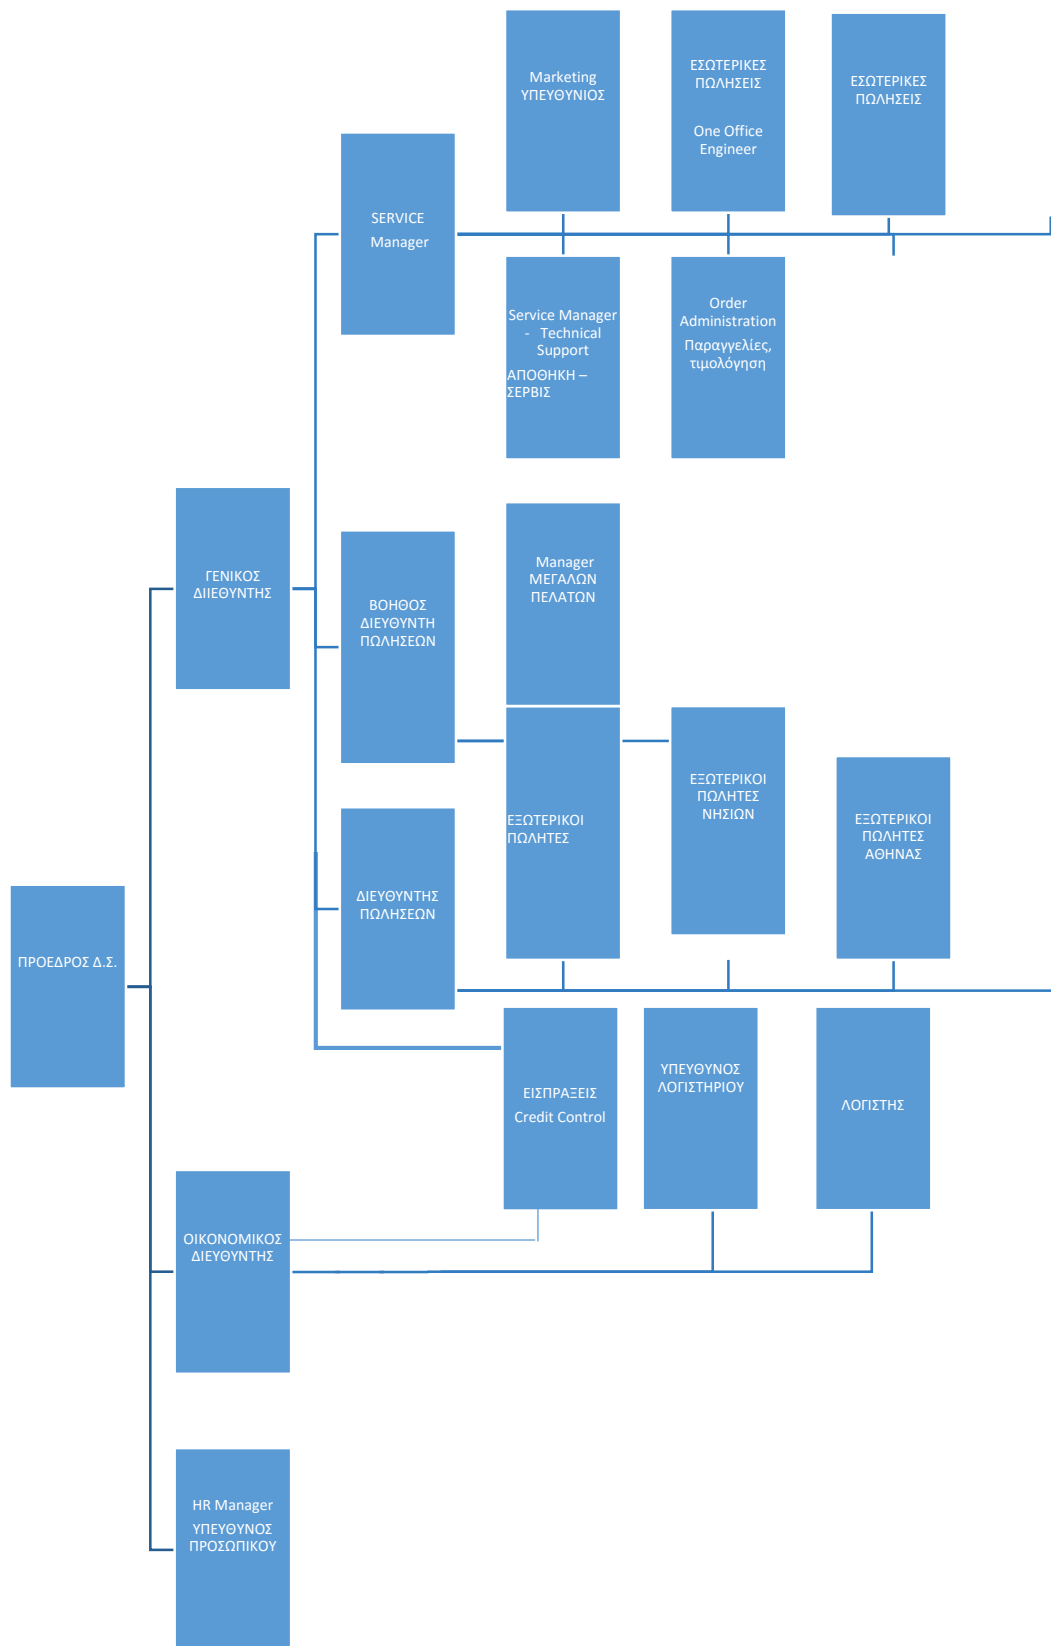 Marketing
ΥΠΕΥΘΥΝΙΟΣ
ΕΣΩΤΕΡΙΚΕΣ
ΠΩΛΗΣΕΙΣ
One Office
Engineer
ΕΣΩΤΕΡΙΚΕΣ
ΠΩΛΗΣΕΙΣ
SERVICE
Manager
Service Manager
- Technical
Support
ΑΠΟΘΗΚΗ –
ΣΕΡΒΙΣ
Order
Administration
Παραγγελίες,
τιμολόγηση
ΓΕΝΙΚΟΣ
ΔΙΙΕΘΥΝΤΗΣ
ΒΟΗΘΟΣ
ΔΙΕΥΘΥΝΤΗ
ΠΩΛΗΣΕΩΝ
Manager
ΜΕΓΑΛΩΝ
ΠΕΛΑΤΩΝ
ΕΞΩΤΕΡΙΚΟΙ
ΠΩΛΗΤΕΣ
ΕΞΩΤΕΡΙΚΟΙ
ΠΩΛΗΤΕΣ
ΝΗΣΙΩΝ
ΕΞΩΤΕΡΙΚΟΙ
ΠΩΛΗΤΕΣ
ΑΘΗΝΑΣ
ΔΙΕΥΘΥΝΤΗΣ
ΠΩΛΗΣΕΩΝ
ΠΡΟΕΔΡΟΣ Δ.Σ.
ΕΙΣΠΡΑΞΕΙΣ
Credit Control
ΥΠΕΥΘΥΝΟΣ
ΛΟΓΙΣΤΗΡΙΟΥ
ΛΟΓΙΣΤΗΣ
ΟΙΚΟΝΟΜΙΚΟΣ
ΔΙΕΥΘΥΝΤΗΣ
HR Manager
ΥΠΕΥΘΥΝΟΣ
ΠΡΟΣΩΠΙΚΟΥ